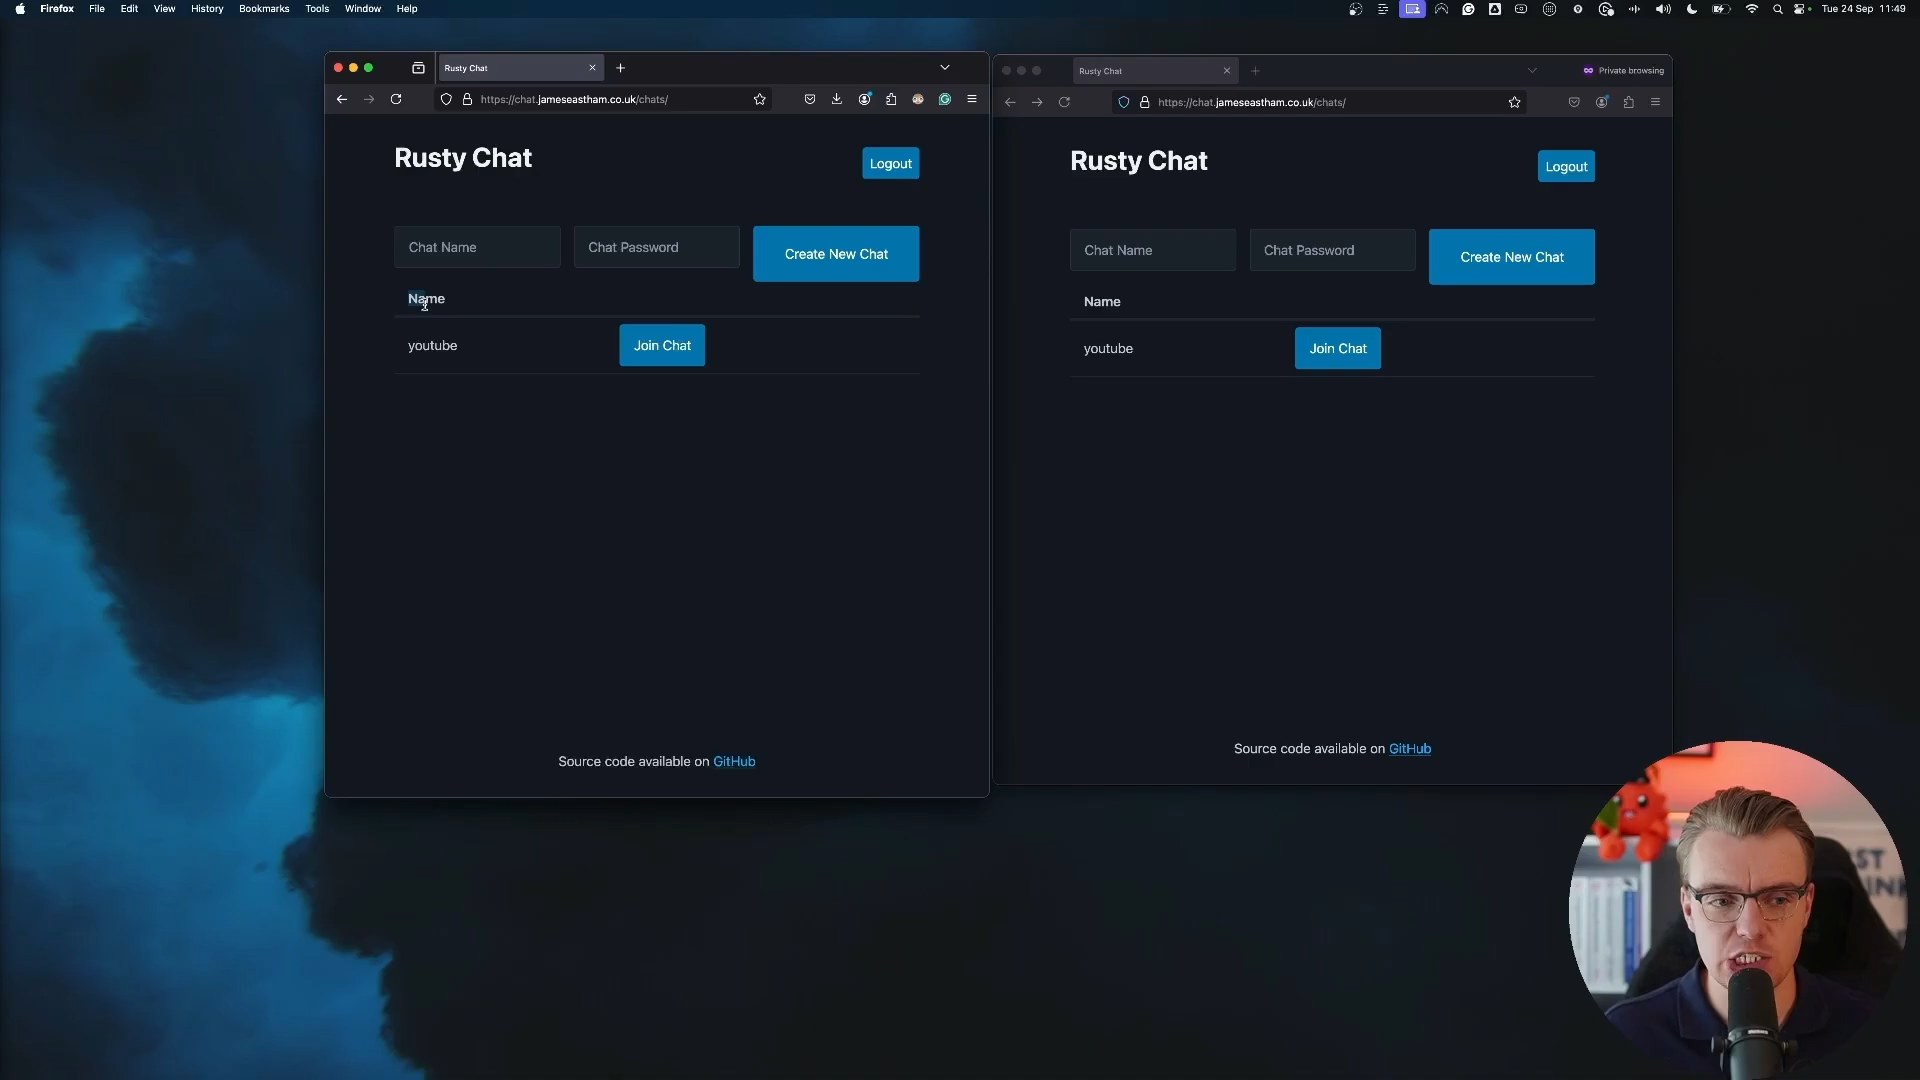 Firefox File Edit View History Bookmarks Tools Window Help
Tue 24 Sep 11:49
Rusty Chat
https://chat.jameseastham.co.uk/chats/
Rusty Chat
Logout
Chat Name
Chat Password
Create New Chat
Name
youtube
Join Chat
Source code available on GitHub
Rusty Chat
Private browsing
https://chat.jameseastham.co.uk/chats/
Rusty Chat
Logout
Chat Name
Chat Password
Create New Chat
Name
youtube
Join Chat
Source code available on GitHub